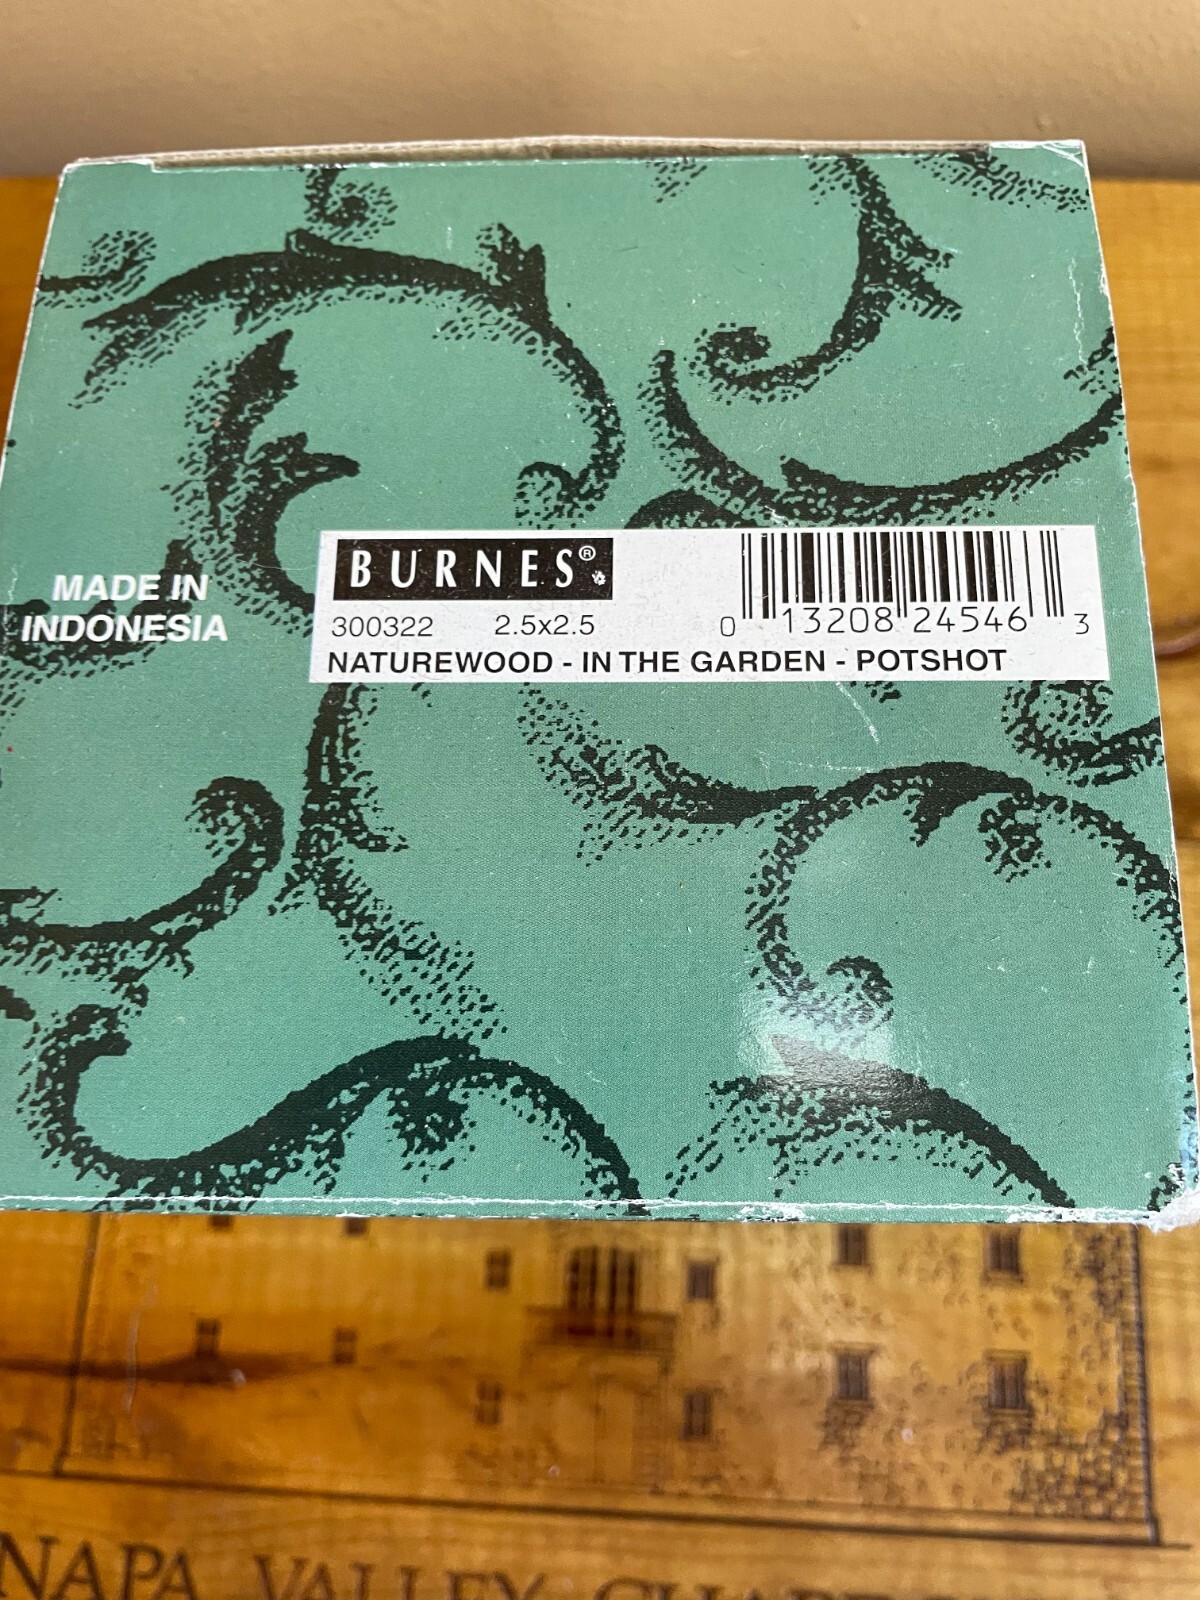 MADE IN
INDONESIA
BURNES®
300322 2.5x2.5
0 13208 24546 3
NATUREWOOD - IN THE GARDEN - POTSHOT
NAPA VALLEY